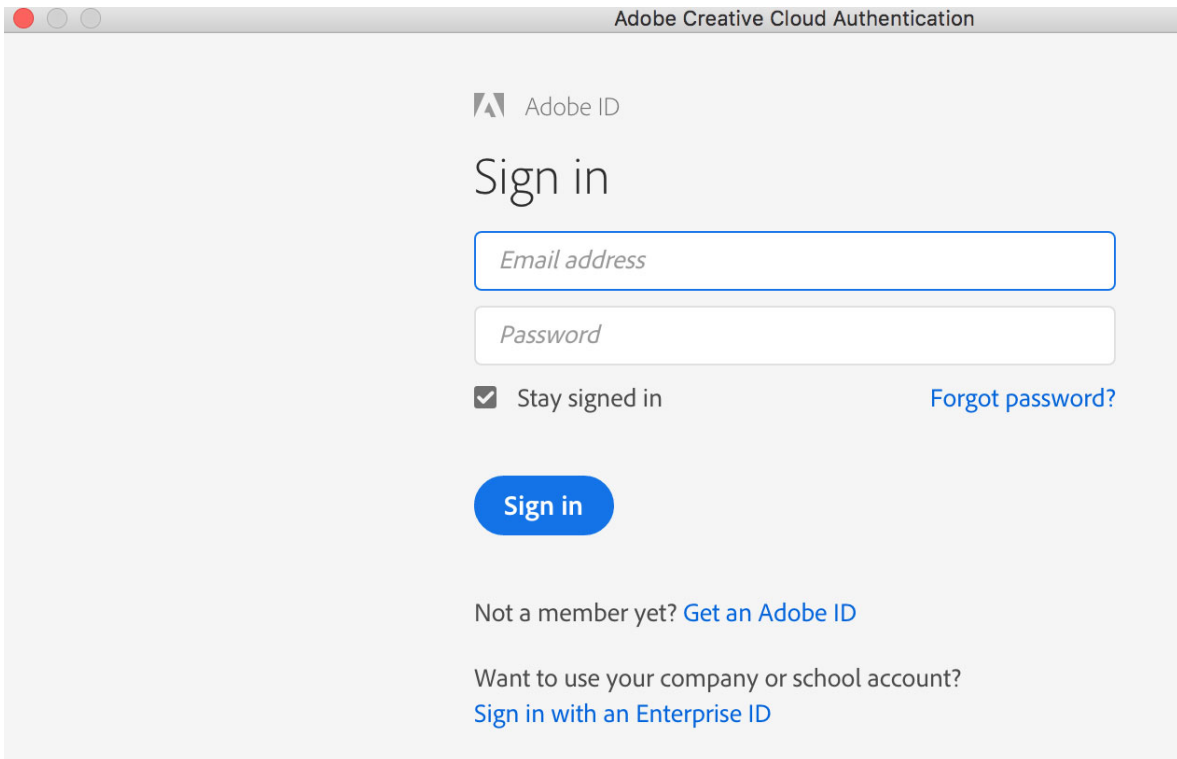 Adobe Creative Cloud Authentication
Adobe ID
Sign in
Email address
Password
Stay signed in Forgot password?
Sign in
Not a member yet? Get an Adobe ID
Want to use your company or school account?
Sign in with an Enterprise ID